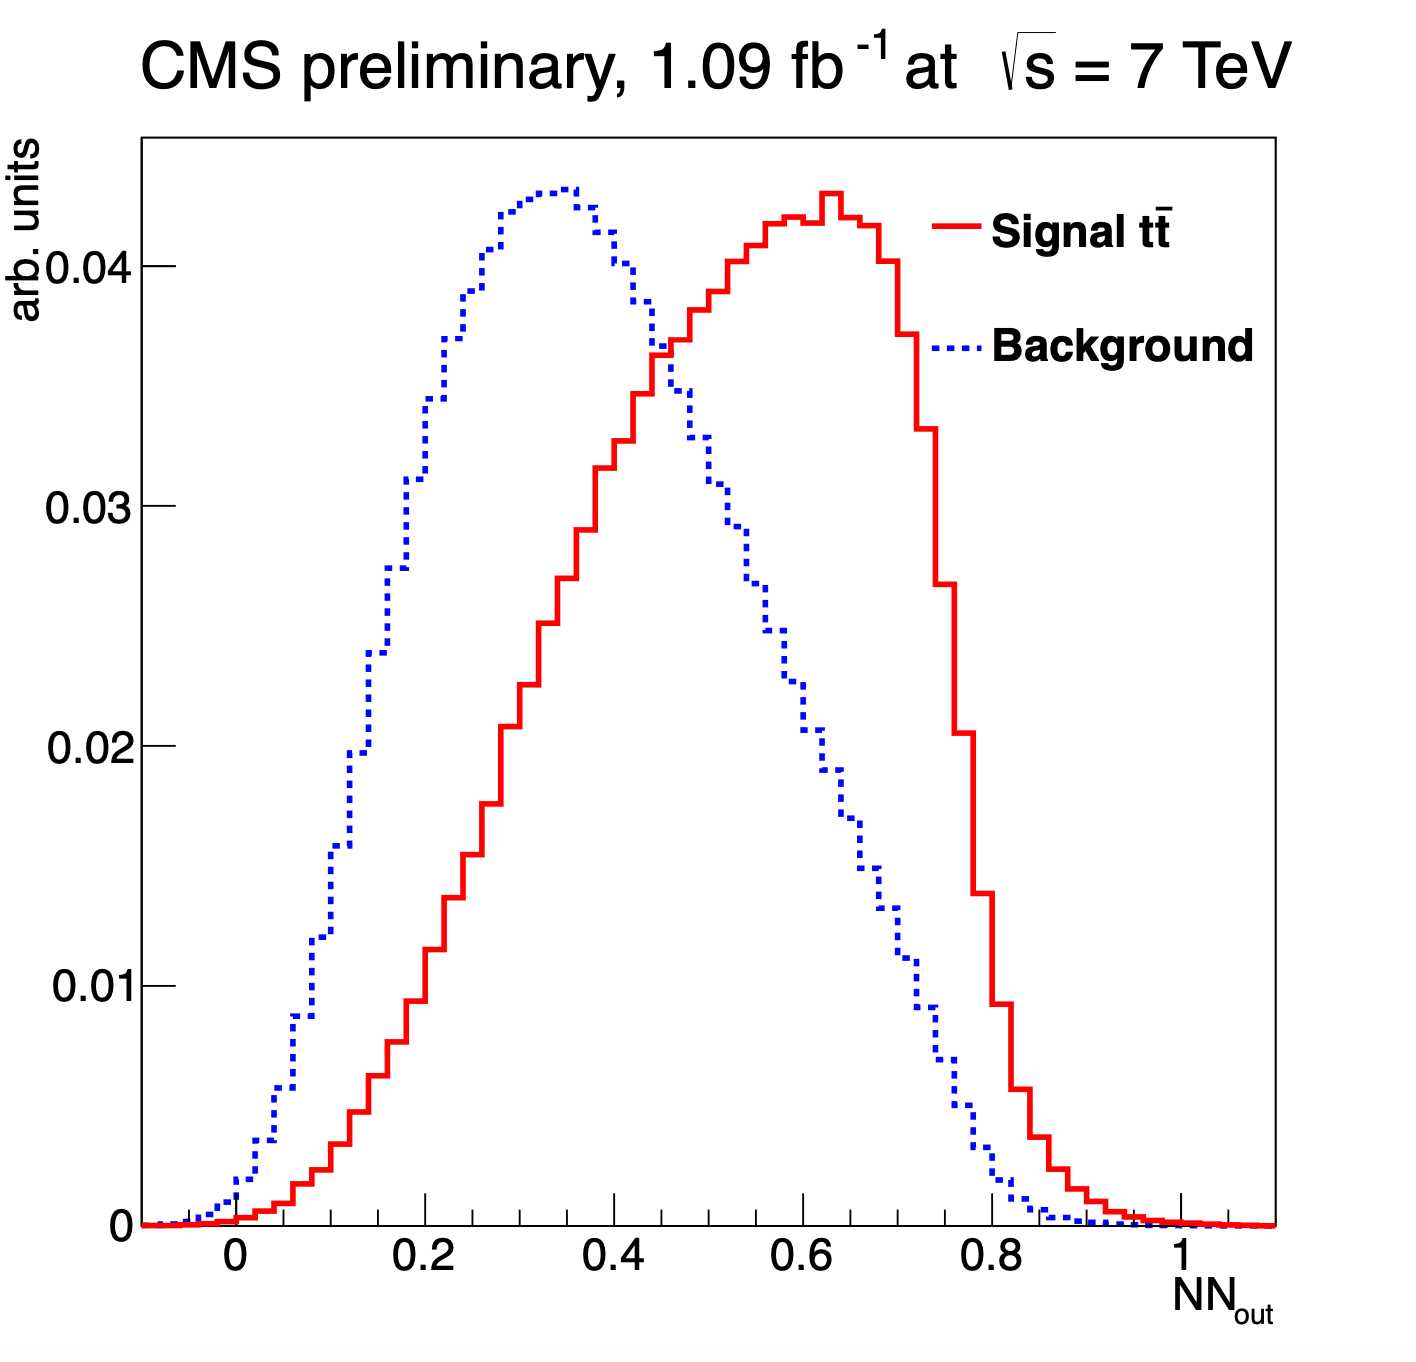 CMS preliminary, 1.09 fb⁻¹ at √s = 7 TeV
arb. units
Signal tt̄
Background
0.04
0.03
0.02
0.01
0
0 0.2 0.4 0.6 0.8 1
NNout